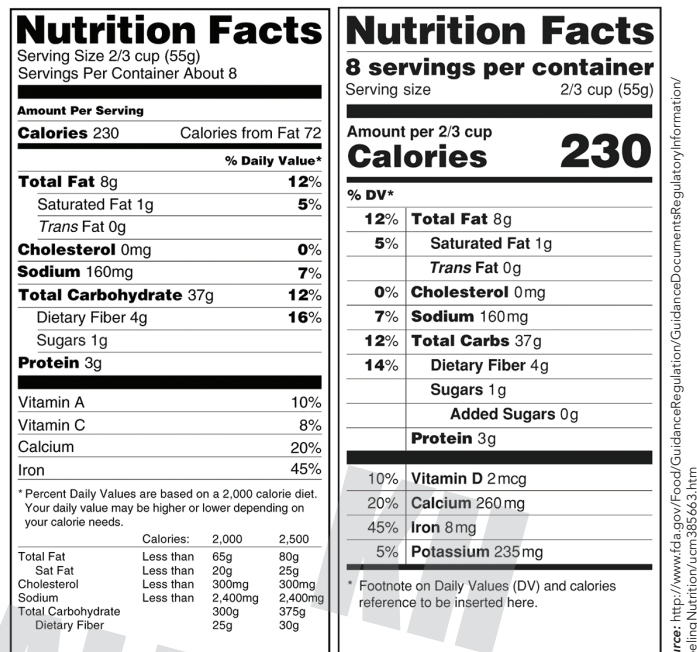 Nutrition Facts
Serving Size 2/3 cup (55g)
Servings Per Container About 8
Amount Per Serving
Calories 230 Calories from Fat 72
% Daily Value*
Total Fat 8g 12%
Saturated Fat 1g 5%
Trans Fat 0g
Cholesterol 0mg 0%
Sodium 160mg 7%
Total Carbohydrate 37g 12%
Dietary Fiber 4g 16%
Sugars 1g
Protein 3g
Vitamin A 10%
Vitamin C 8%
Calcium 20%
Iron 45%
* Percent Daily Values are based on a 2,000 calorie diet.
Your daily value may be higher or lower depending on
your calorie needs.
Calories: 2,000 2,500
Total Fat Less than 65g 80g
Sat Fat Less than 20g 25g
Cholesterol Less than 300mg 300mg
Sodium Less than 2,400mg 2,400mg
Total Carbohydrate 300g 375g
Dietary Fiber 25g 30g
Nutrition Facts
8 servings per container
Serving size 2/3 cup (55g)
Amount per 2/3 cup
Calories 230
% DV*
12% Total Fat 8g
5% Saturated Fat 1g
Trans Fat 0g
0% Cholesterol 0mg
7% Sodium 160mg
12% Total Carbs 37g
14% Dietary Fiber 4g
Sugars 1g
Added Sugars 0g
Protein 3g
10% Vitamin D 2mcg
20% Calcium 260mg
45% Iron 8mg
5% Potassium 235mg
* Footnote on Daily Values (DV) and calories
reference to be inserted here.
http://www.fda.gov/Food/GuidanceRegulation/GuidanceDocumentsRegulatoryInformation/
elingNutrition/ucm385663.htm